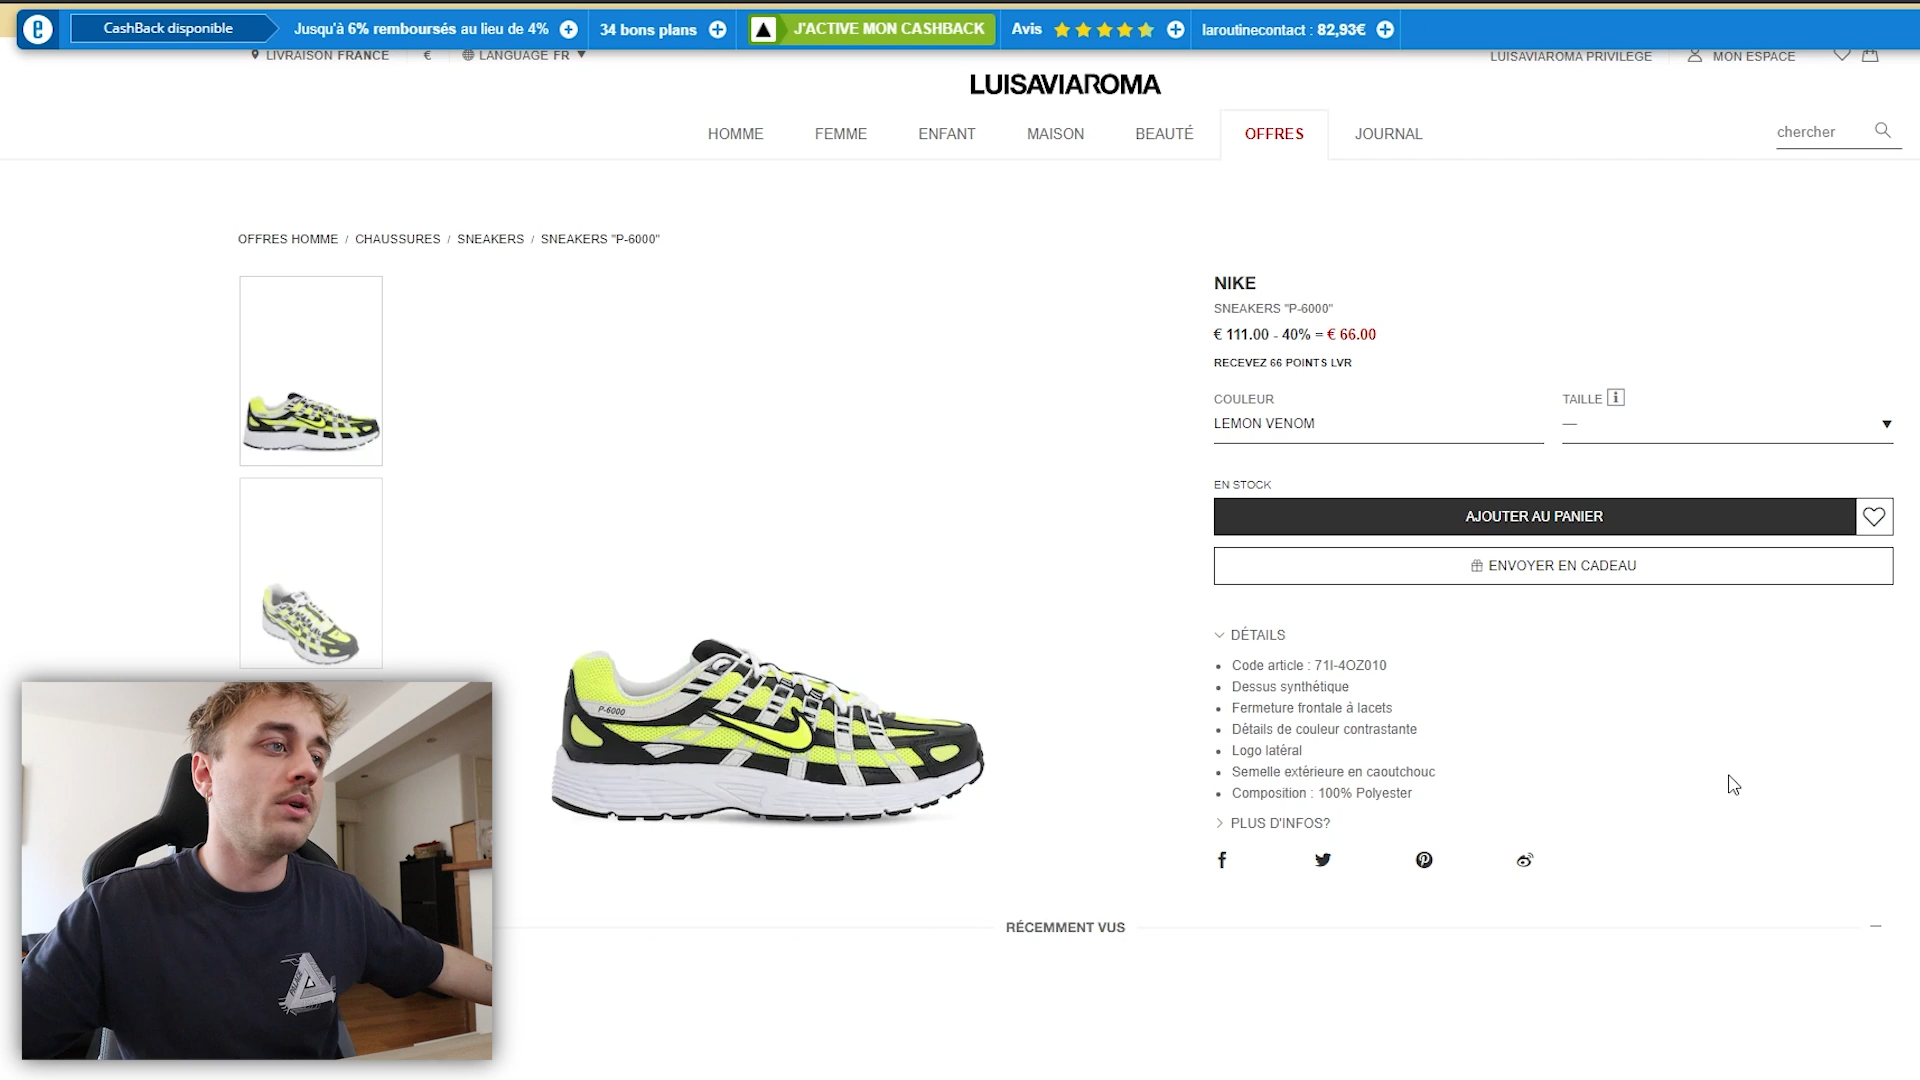 e CashBack disponible Jusqu'à 6% remboursés au lieu de 4% 34 bons plans J'ACTIVE MON CASHBACK Avis laroutinecontact : 82,93€
LIVRAISON FRANCE € LANGUAGE FR ▼ LUISAVIAROMA PRIVILEGE MON ESPACE
LUISAVIAROMA
HOMME FEMME ENFANT MAISON BEAUTÉ OFFRES JOURNAL chercher
OFFRES HOMME / CHAUSSURES / SNEAKERS / SNEAKERS "P-6000"
NIKE
SNEAKERS "P-6000"
€ 111.00 - 40% = € 66.00
RECEVEZ 66 POINTS LVR
COULEUR TAILLE i
LEMON VENOM — ▼
EN STOCK
AJOUTER AU PANIER
ENVOYER EN CADEAU
DÉTAILS
• Code article : 71I-4OZ010
• Dessus synthétique
• Fermeture frontale à lacets
• Détails de couleur contrastante
• Logo latéral
• Semelle extérieure en caoutchouc
• Composition : 100% Polyester
PLUS D'INFOS?
P-6000
PALACE
RÉCEMMENT VUS